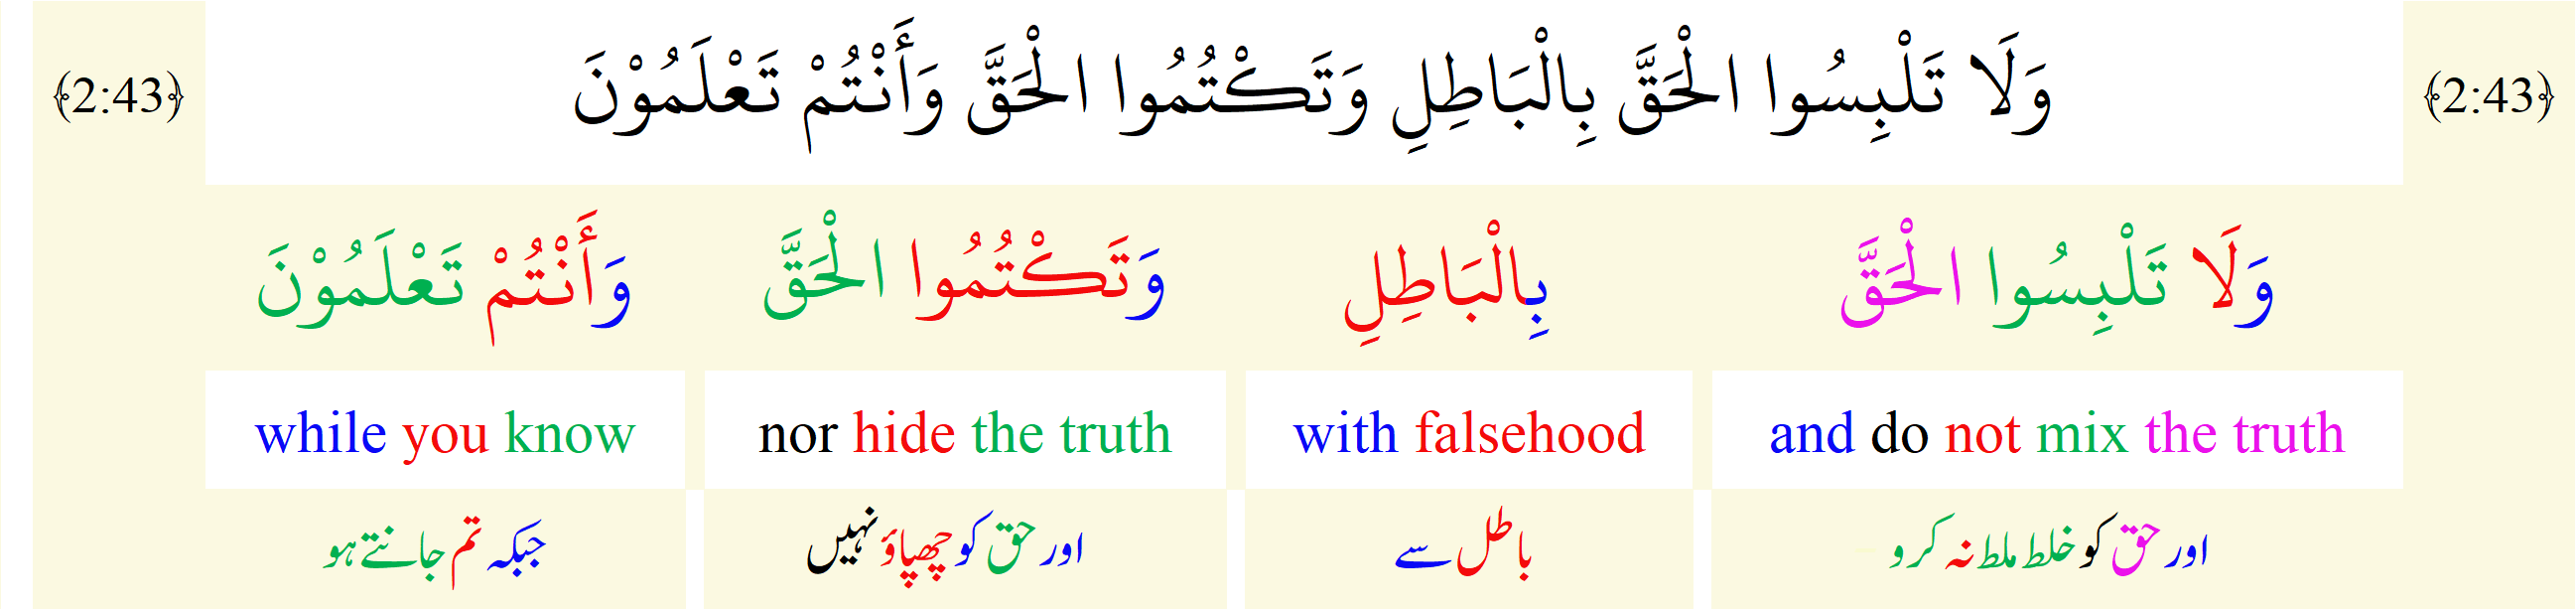 ﴿2:43﴾ وَلَا تَلْبِسُوا الْحَقَّ بِالْبَاطِلِ وَتَكْتُمُوا الْحَقَّ وَأَنْتُمْ تَعْلَمُوْنَ ﴿2:43﴾
وَلَا تَلْبِسُوا الْحَقَّ بِالْبَاطِلِ وَتَكْتُمُوا الْحَقَّ وَأَنْتُمْ تَعْلَمُوْنَ
while you know nor hide the truth with falsehood and do not mix the truth
اور حق کو خلط ملط نہ کرو باطل سے اور حق کو چھپاؤ نہیں جبکہ تم جانتے ہو